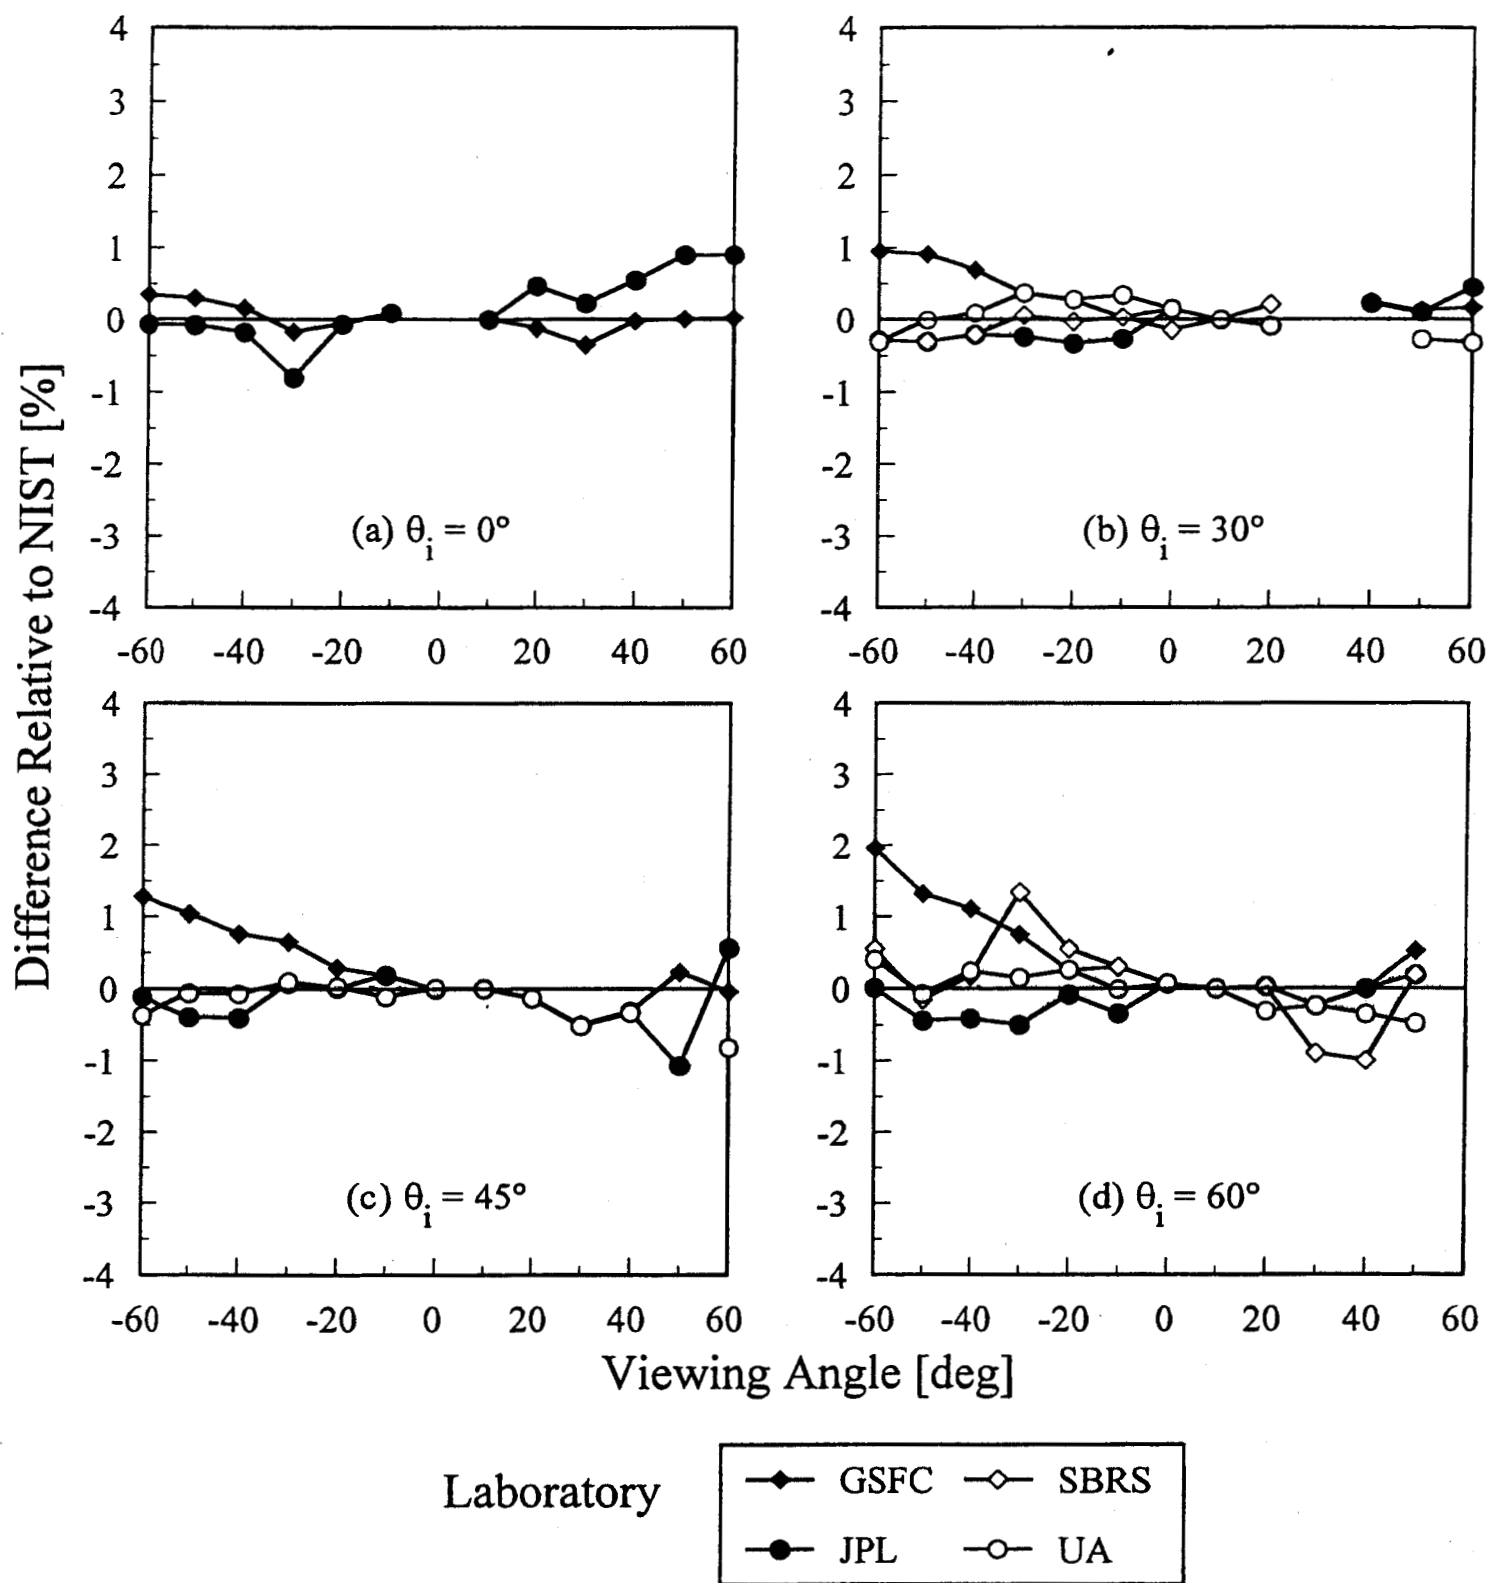 4
3
2
1
0
-1
-2
-3
-4
(a) θi = 0°
-60 -40 -20 0 20 40 60
4
3
2
1
0
-1
-2
-3
-4
(b) θi = 30°
-60 -40 -20 0 20 40 60
Difference Relative to NIST [%]
4
3
2
1
0
-1
-2
-3
-4
(c) θi = 45°
-60 -40 -20 0 20 40 60
4
3
2
1
0
-1
-2
-3
-4
(d) θi = 60°
-60 -40 -20 0 20 40 60
Viewing Angle [deg]
Laboratory
GSFC SBRS
JPL UA